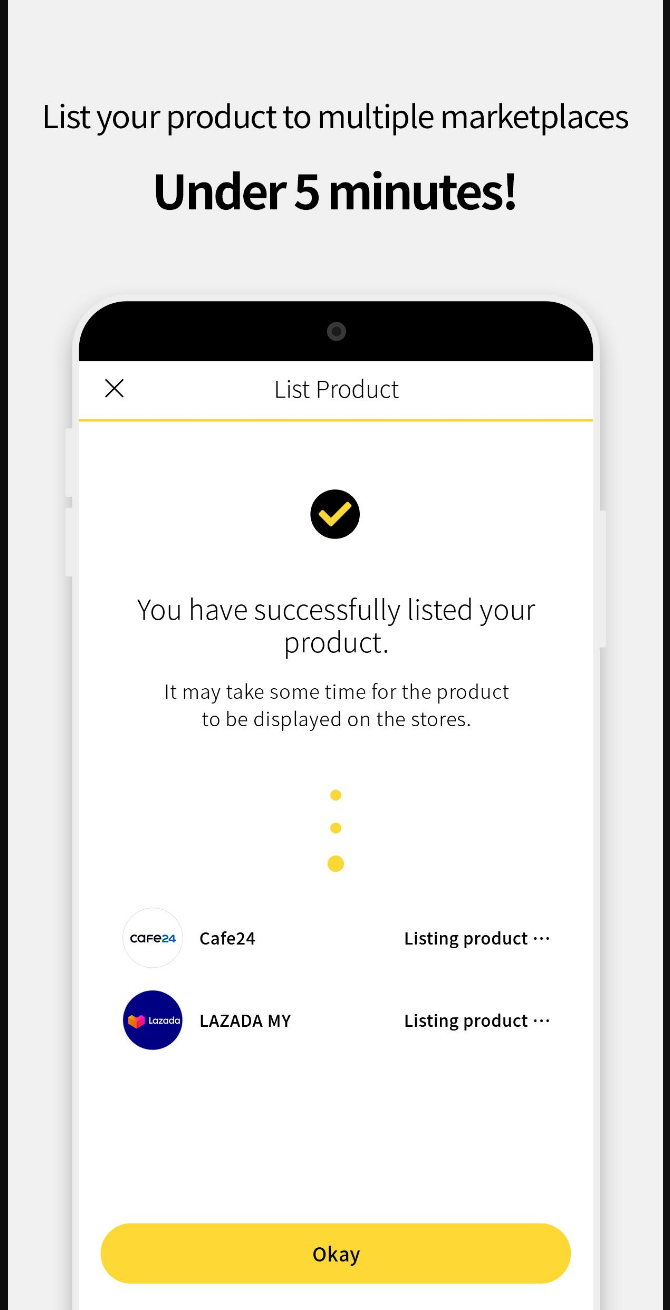 List your product to multiple marketplaces
Under 5 minutes!
List Product
You have successfully listed your
product.
It may take some time for the product
to be displayed on the stores.
CAFE24 Cafe24 Listing product ···
Lazada LAZADA MY Listing product ···
Okay